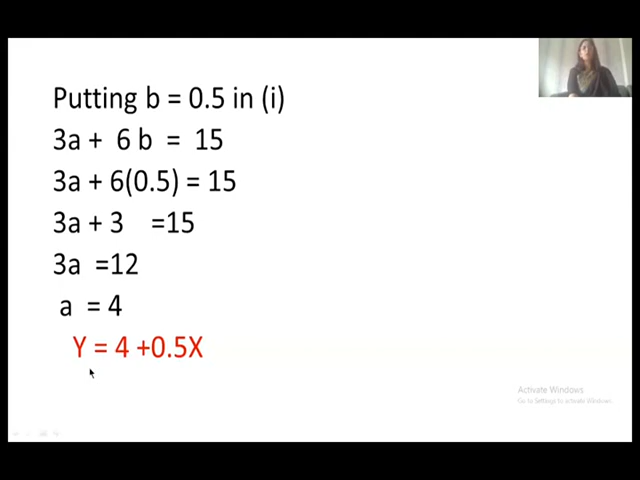 Putting b = 0.5 in (i)
3a + 6 b = 15
3a + 6(0.5) = 15
3a + 3 =15
3a =12
a = 4
Y = 4 +0.5X
Activate Windows
Go to Settings to activate Windows.